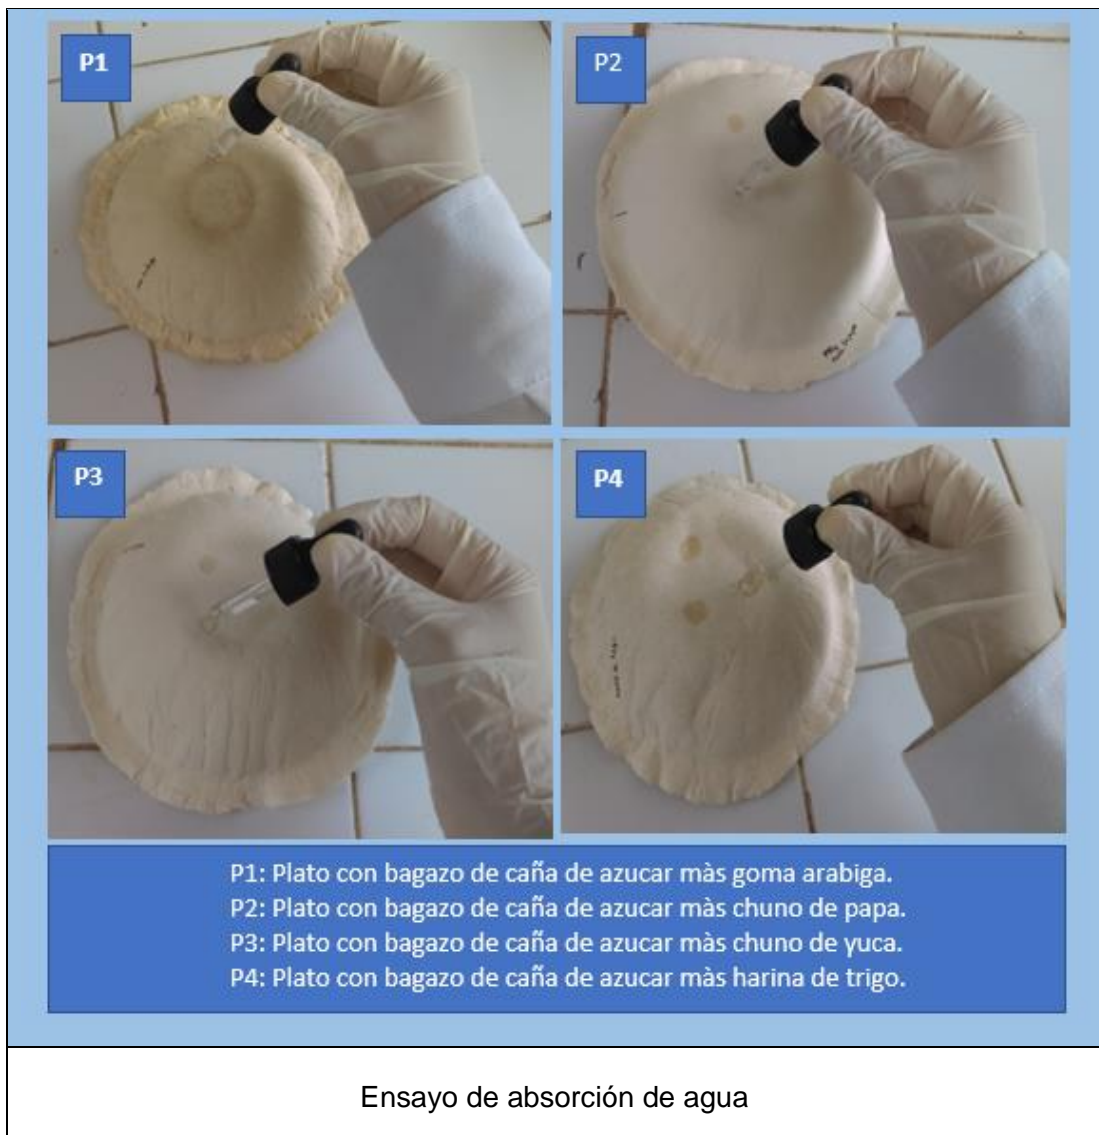 P1
P2
P3
P4
P1: Plato con bagazo de caña de azucar màs goma arabiga.
P2: Plato con bagazo de caña de azucar màs chuno de papa.
P3: Plato con bagazo de caña de azucar màs chuno de yuca.
P4: Plato con bagazo de caña de azucar màs harina de trigo.
Ensayo de absorción de agua